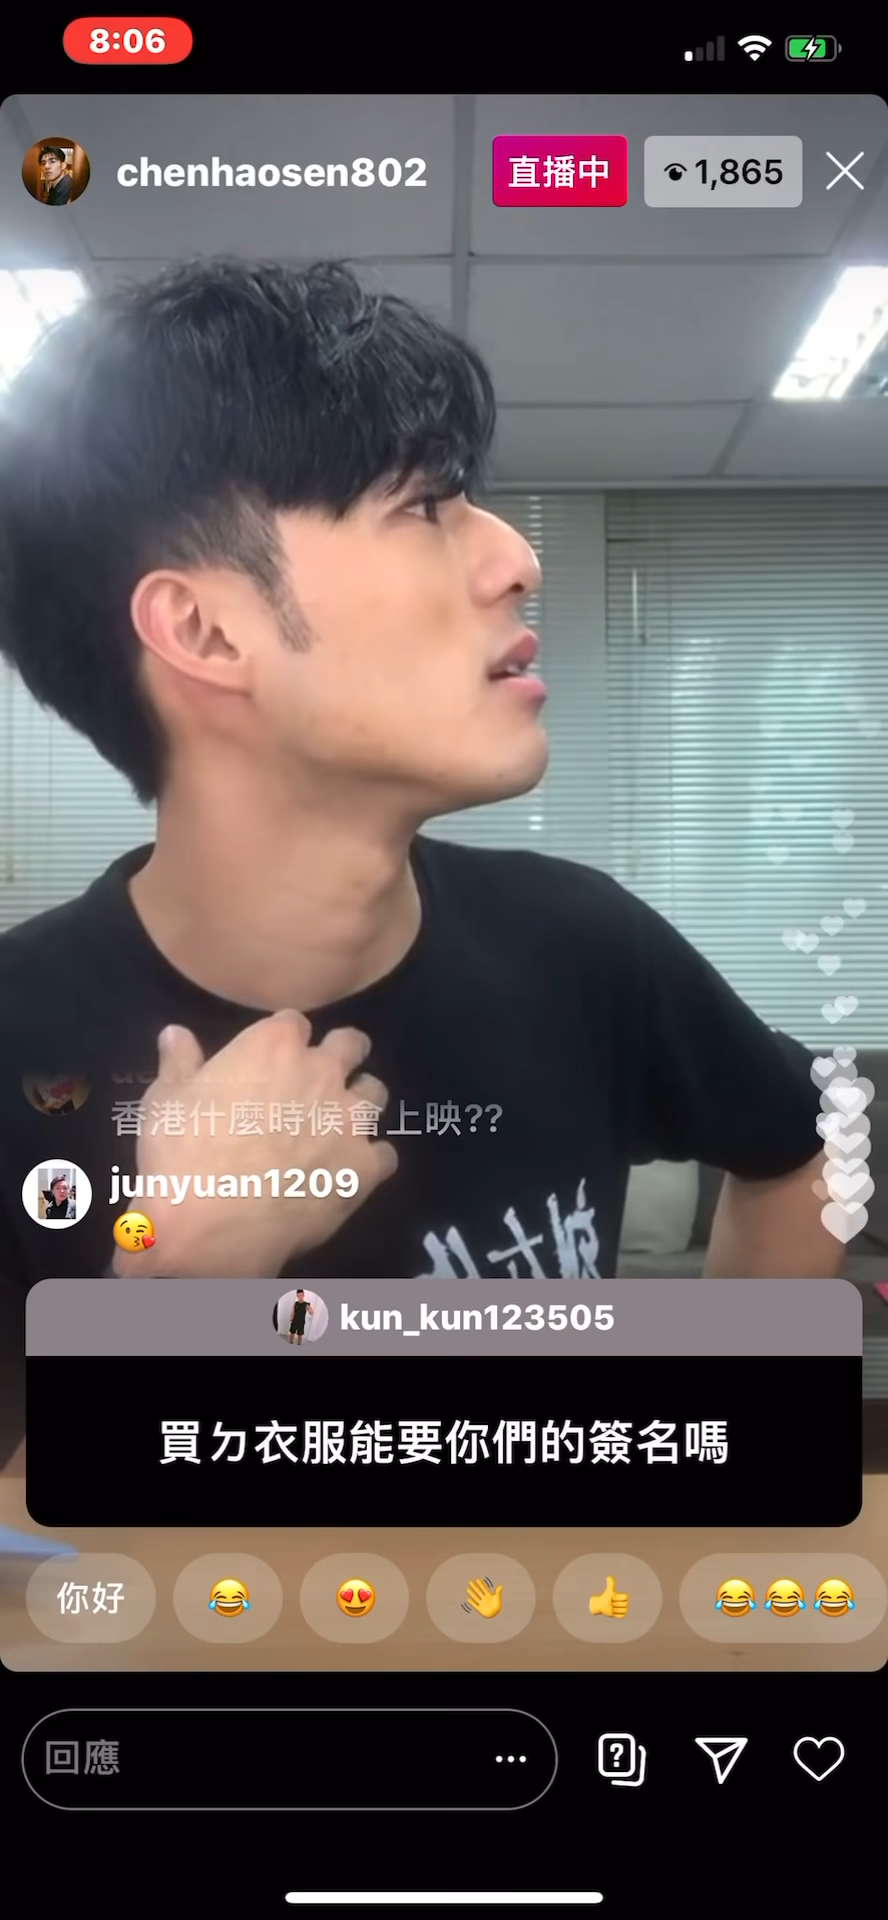 8:06
chenhaosen802
直播中
1,865
香港什麼時候會上映??
junyuan1209
😘
kun_kun123505
買ㄉ衣服能要你們的簽名嗎
你好
😂
😍
👋
👍
😂😂😂
回應